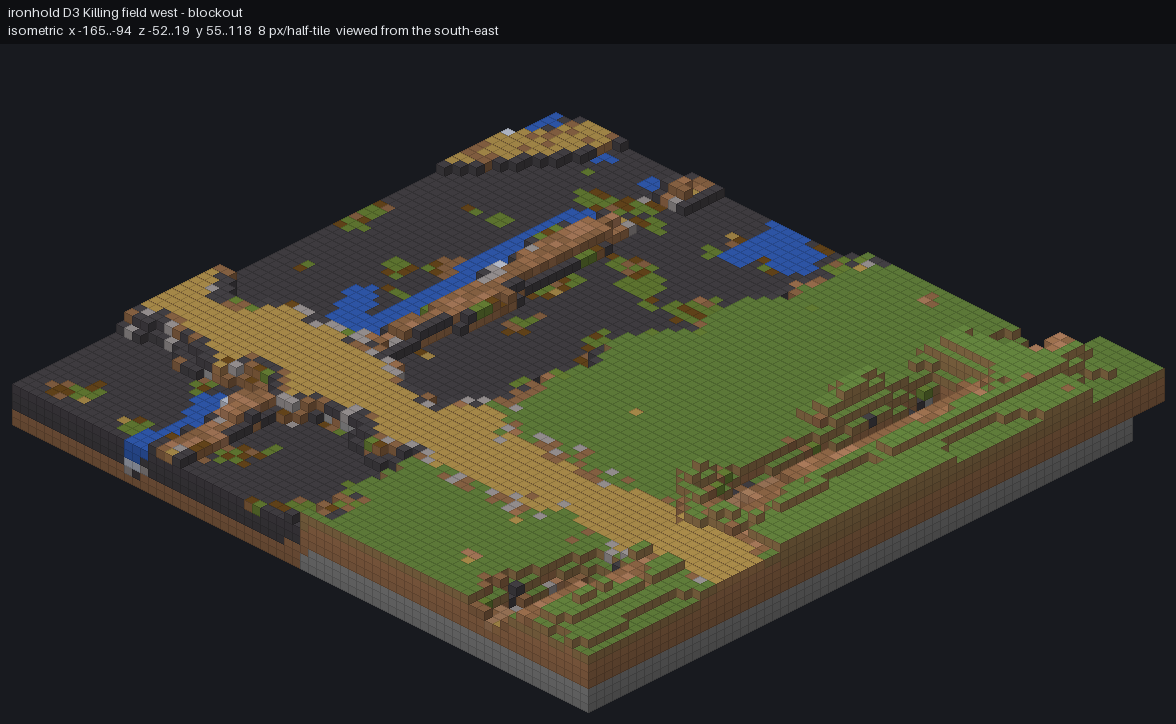 ironhold D3 Killing field west - blockout
isometric  x -165..-94  z -52..19  y 55..118  8 px/half-tile  viewed from the south-east